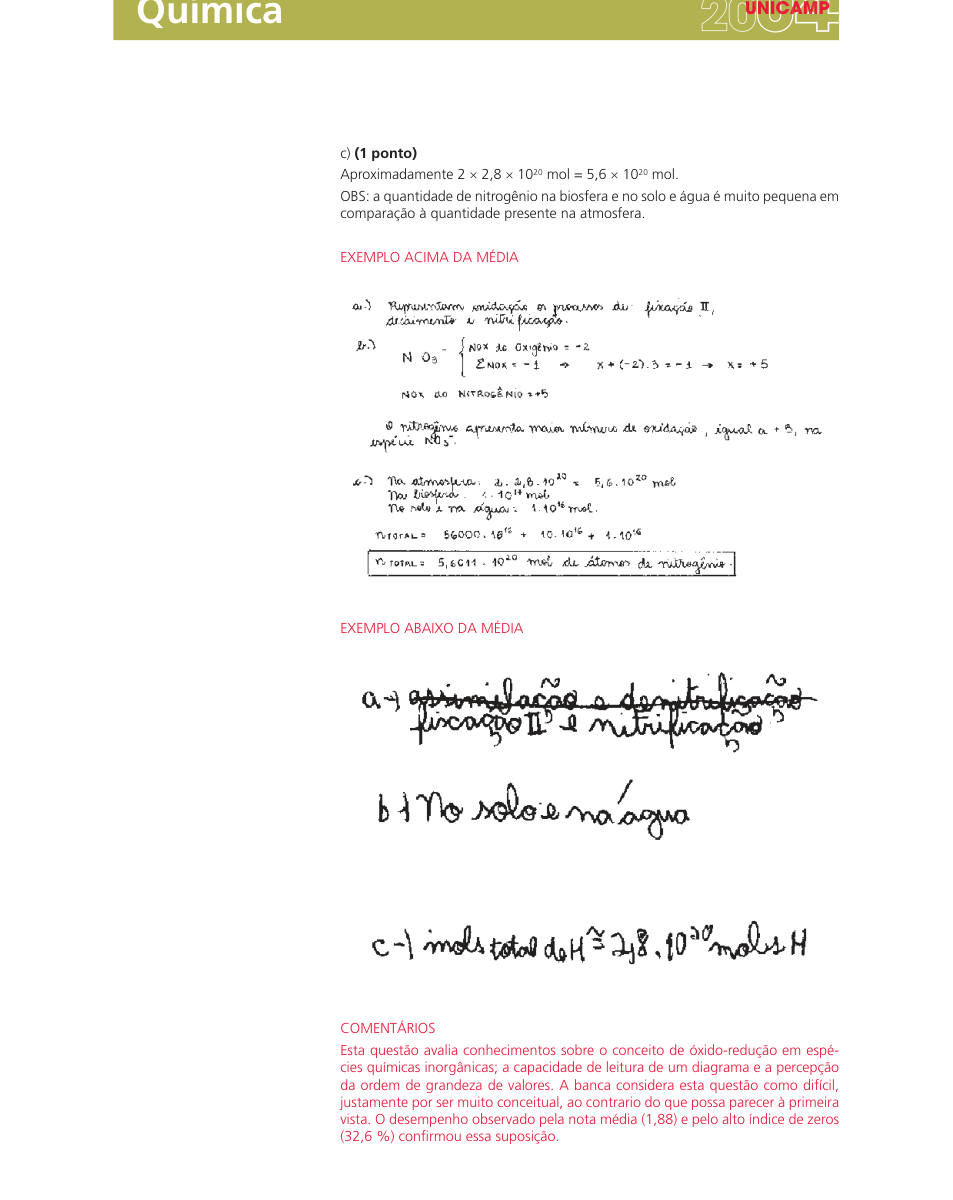 Química
2004
UNICAMP
c) (1 ponto)
Aproximadamente 2 × 2,8 × 10²⁰ mol = 5,6 × 10²⁰ mol.
OBS: a quantidade de nitrogênio na biosfera e no solo e água é muito pequena em
comparação à quantidade presente na atmosfera.
EXEMPLO ACIMA DA MÉDIA
a.) Representam oxidação os processos de fixação II,
decaimento e nitrificação.
b.) NO₃⁻ { NOX do Oxigênio = -2
ΣNOX = -1 → x + (-2).3 = -1 → x = +5
NOX DO NITROGÊNIO = +5
O nitrogênio apresenta maior número de oxidação, igual a +5, na
espécie NO₃⁻.
c.) Na atmosfera: 2. 2,8.10²⁰ = 5,6.10²⁰ mol
Na biosfera: 1.10¹⁷ mol
No solo e na água: 1.10¹⁶ mol.
nTOTAL = 56000.10¹⁶ + 10.10¹⁶ + 1.10¹⁶
nTOTAL = 5,6011.10²⁰ mol de átomos de nitrogênio.
EXEMPLO ABAIXO DA MÉDIA
a-) assimilação e denitrificação
fixcação II e nitrificação
b-) No solo e na água
c-) mols total de H ≅ 2,8.10²⁰ moles H
COMENTÁRIOS
Esta questão avalia conhecimentos sobre o conceito de óxido-redução em espé-
cies químicas inorgânicas; a capacidade de leitura de um diagrama e a percepção
da ordem de grandeza de valores. A banca considera esta questão como difícil,
justamente por ser muito conceitual, ao contrario do que possa parecer à primeira
vista. O desempenho observado pela nota média (1,88) e pelo alto índice de zeros
(32,6 %) confirmou essa suposição.